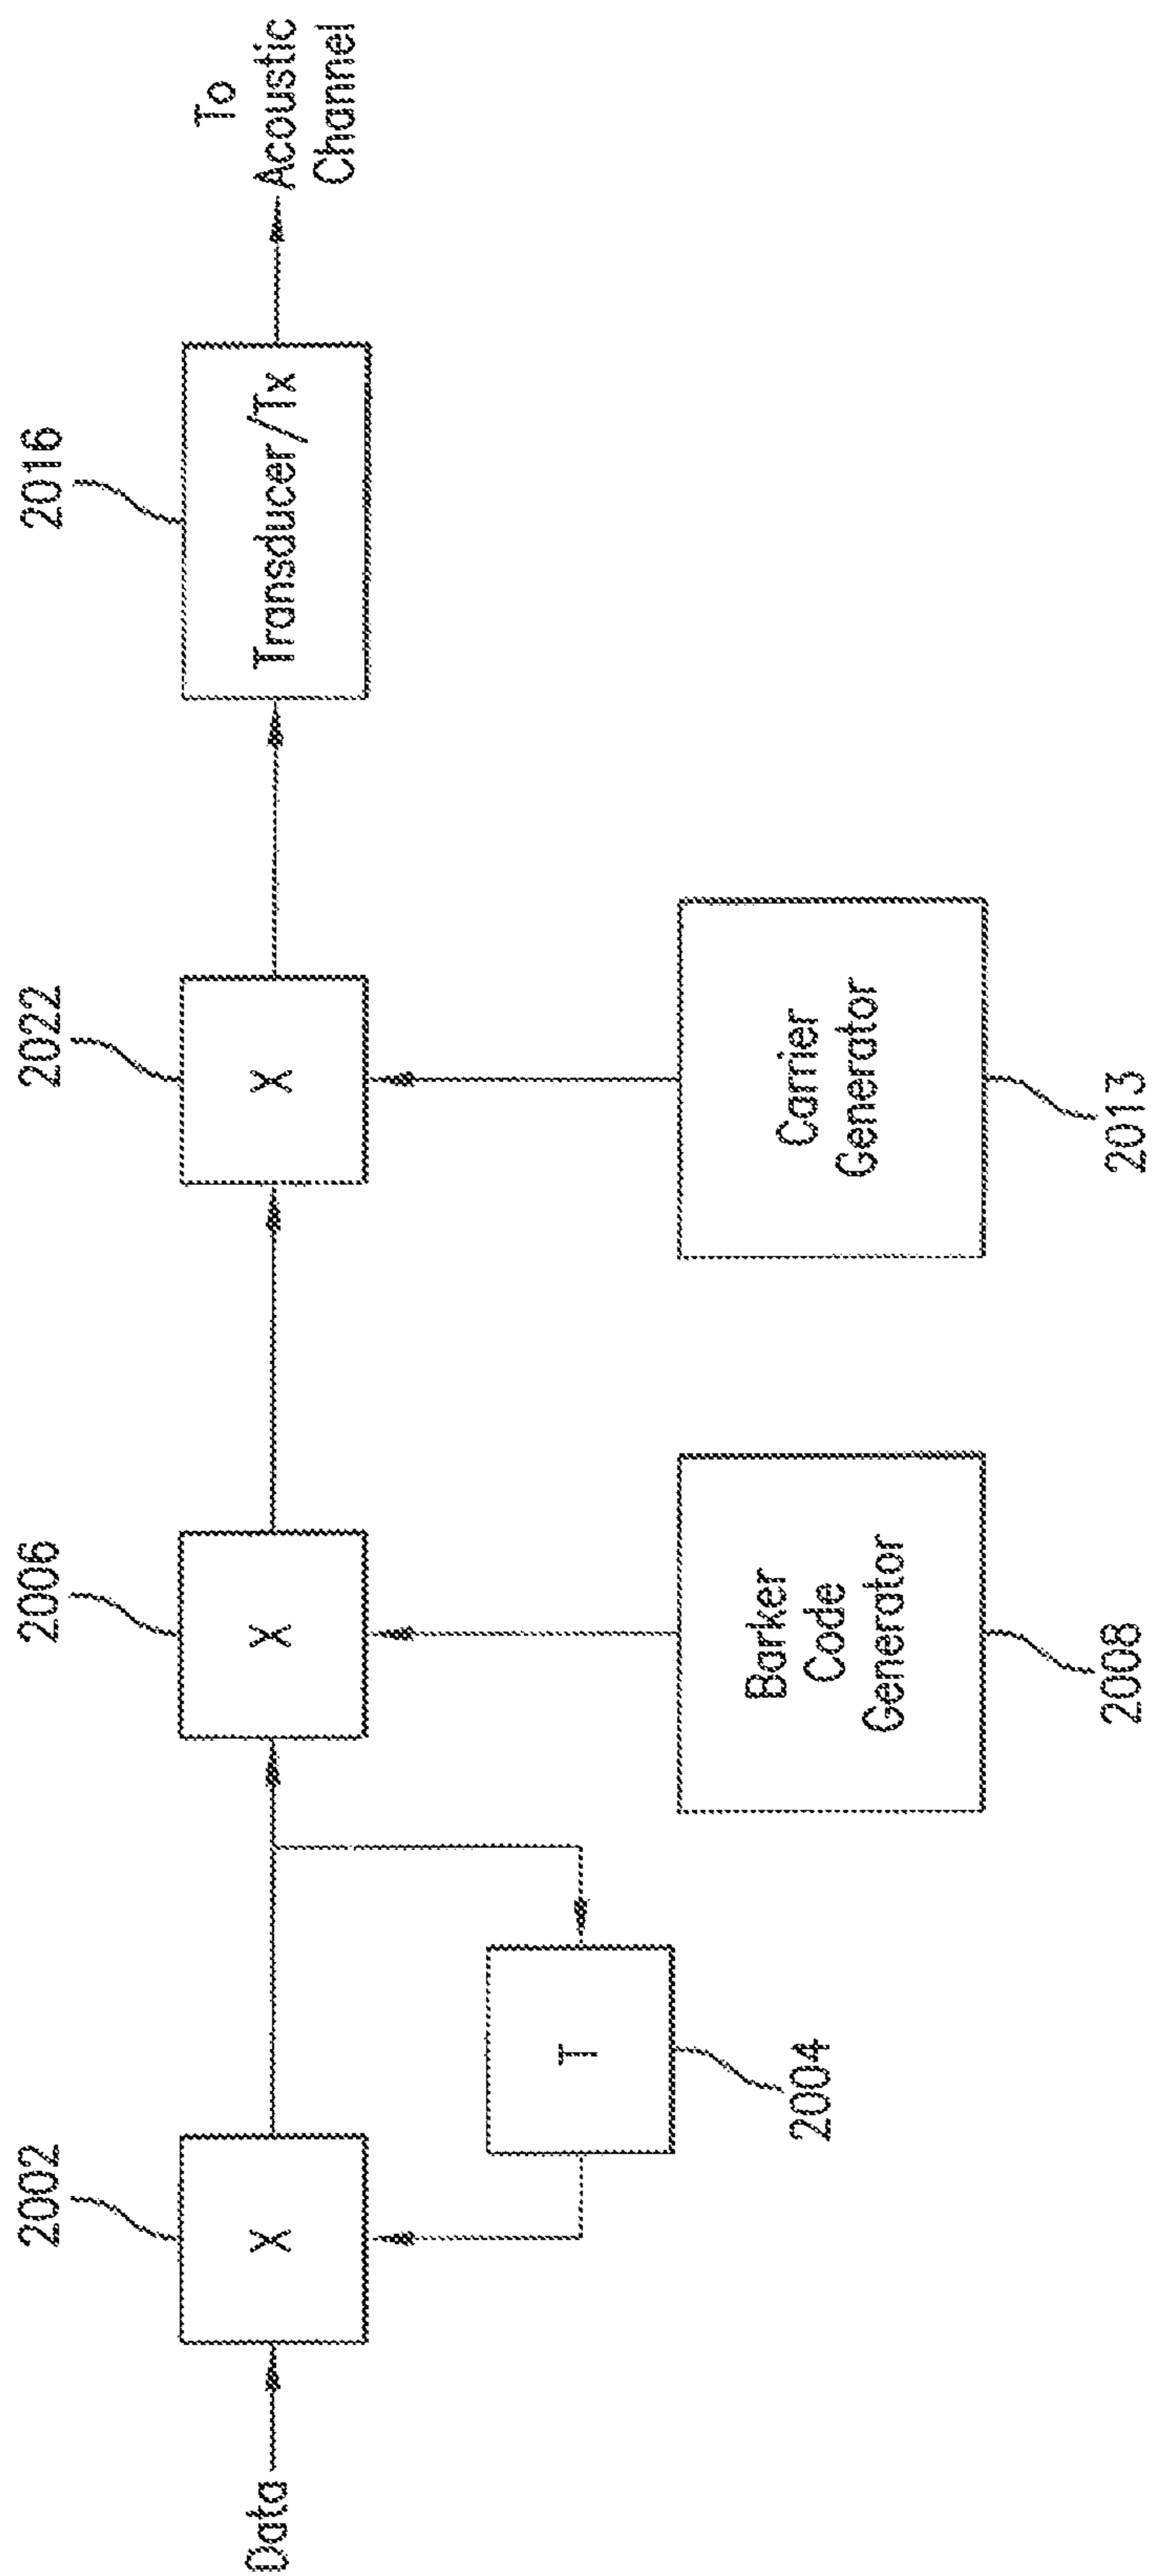 2002
2006
2022
2016
Data
X
X
X
Transducer/Tx
To
Acoustic
Channel
T
2004
Barker
Code
Generator
2008
Carrier
Generator
2013